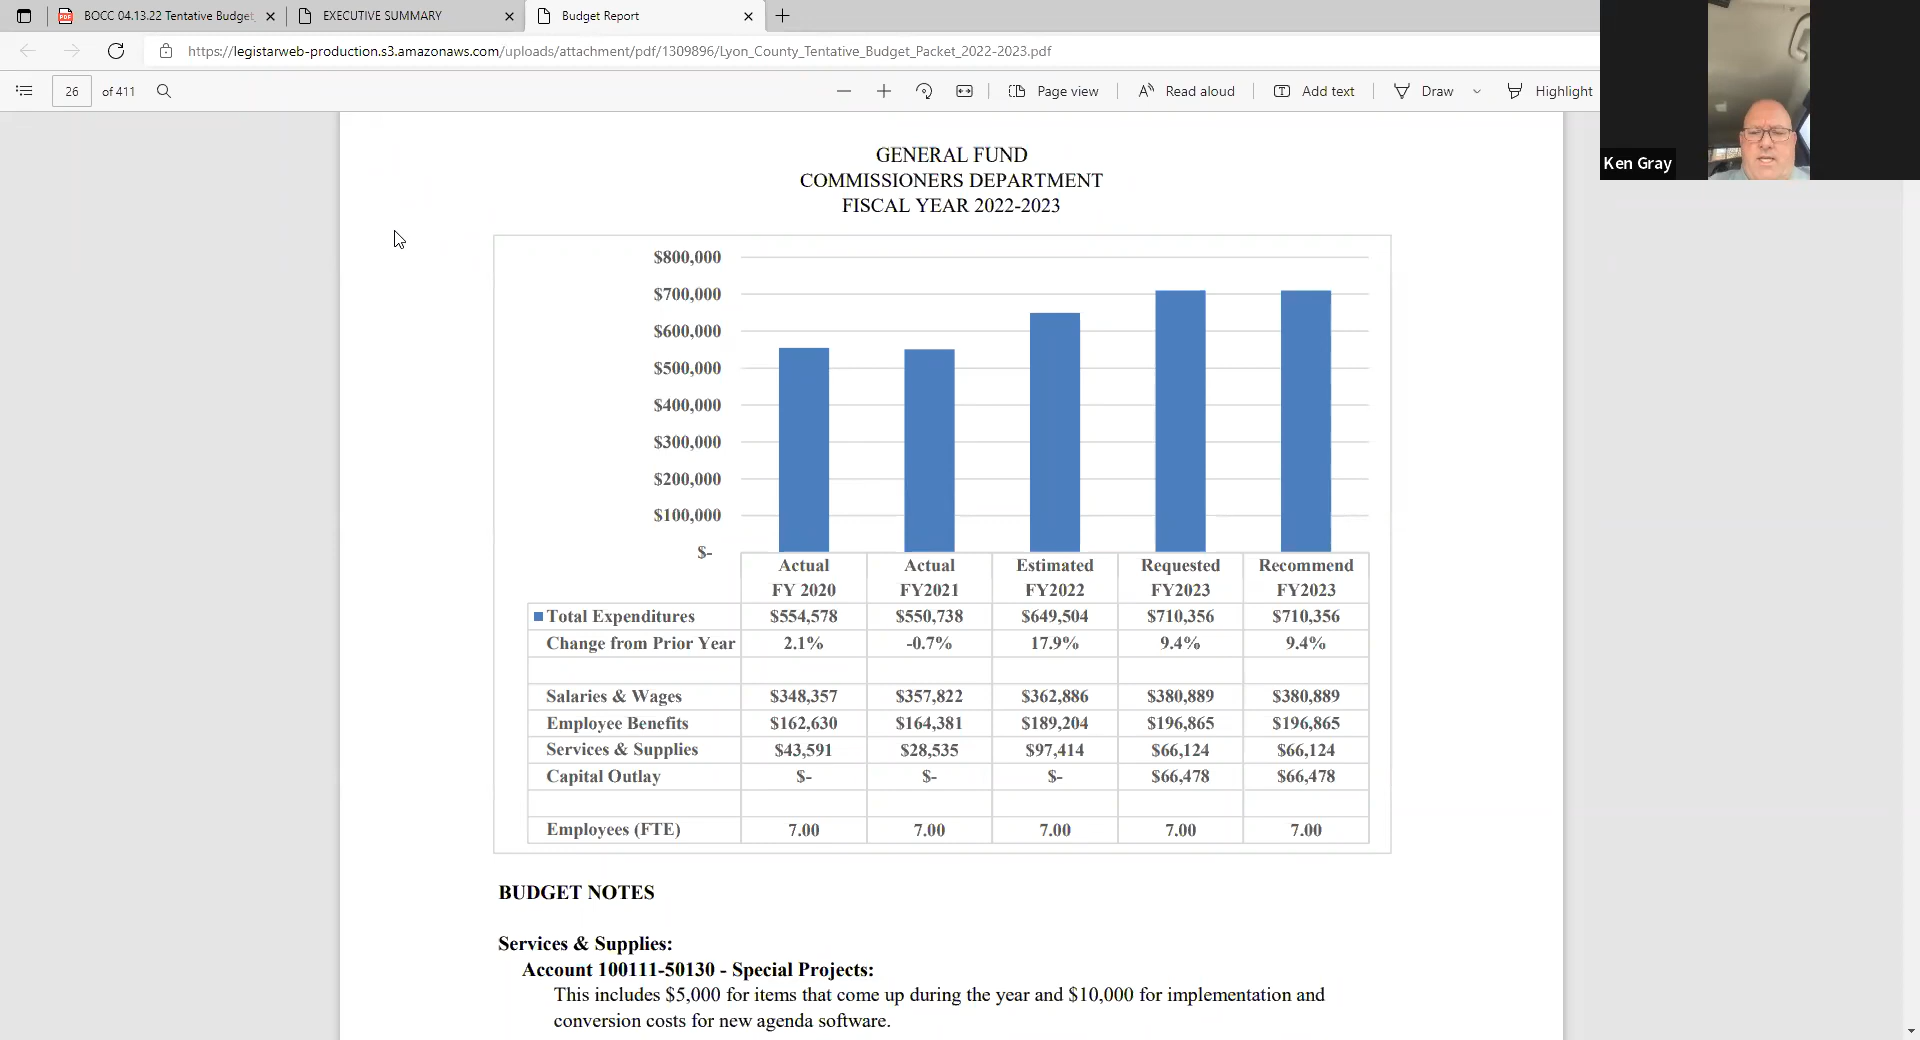 BOCC 04.13.22 Tentative Budget
EXECUTIVE SUMMARY
Budget Report
https://legistarweb-production.s3.amazonaws.com/uploads/attachment/pdf/1309896/Lyon_County_Tentative_Budget_Packet_2022-2023.pdf
26 of 411
Page view
Read aloud
Add text
Draw
Highlight
Ken Gray
GENERAL FUND
COMMISSIONERS DEPARTMENT
FISCAL YEAR 2022-2023
$800,000
$700,000
$600,000
$500,000
$400,000
$300,000
$200,000
$100,000
$-
Actual Actual Estimated Requested Recommend
FY 2020 FY2021 FY2022 FY2023 FY2023
Total Expenditures $554,578 $550,738 $649,504 $710,356 $710,356
Change from Prior Year 2.1% -0.7% 17.9% 9.4% 9.4%
Salaries & Wages $348,357 $357,822 $362,886 $380,889 $380,889
Employee Benefits $162,630 $164,381 $189,204 $196,865 $196,865
Services & Supplies $43,591 $28,535 $97,414 $66,124 $66,124
Capital Outlay $- $- $- $66,478 $66,478
Employees (FTE) 7.00 7.00 7.00 7.00 7.00
BUDGET NOTES
Services & Supplies:
Account 100111-50130 - Special Projects:
This includes $5,000 for items that come up during the year and $10,000 for implementation and
conversion costs for new agenda software.